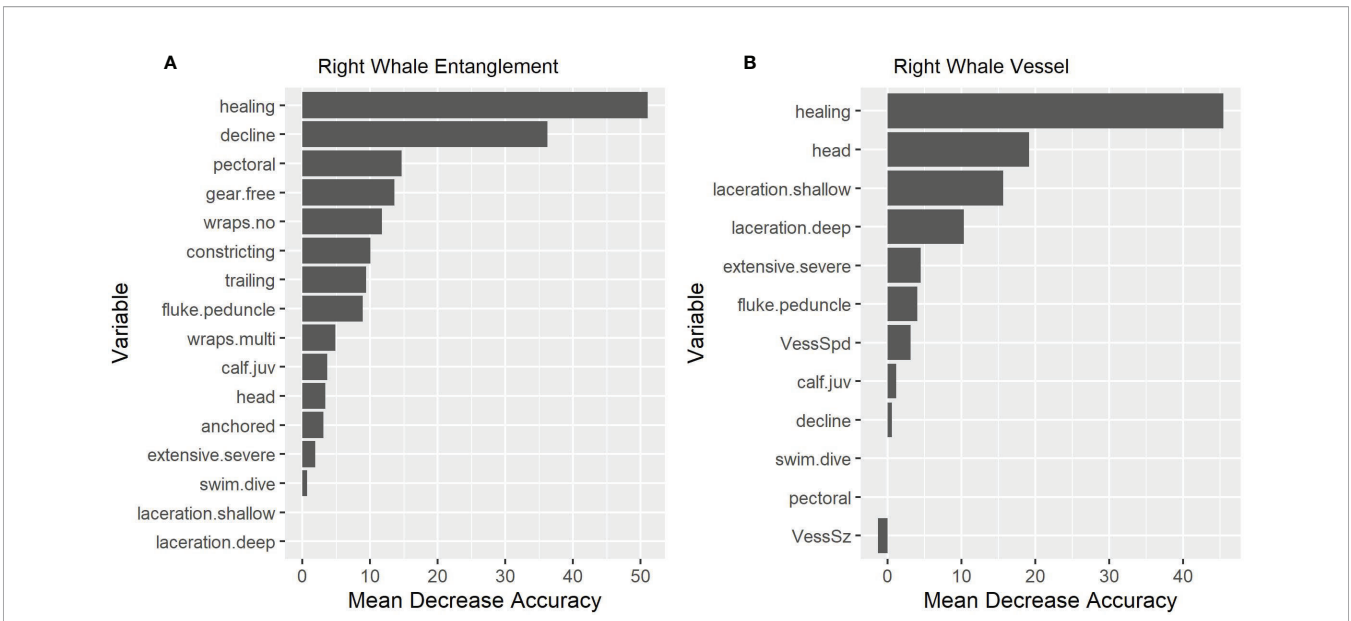 A
Right Whale Entanglement
Variable
healing
decline
pectoral
gear.free
wraps.no
constricting
trailing
fluke.peduncle
wraps.multi
calf.juv
head
anchored
extensive.severe
swim.dive
laceration.shallow
laceration.deep
0 10 20 30 40 50
Mean Decrease Accuracy
B
Right Whale Vessel
Variable
healing
head
laceration.shallow
laceration.deep
extensive.severe
fluke.peduncle
VessSpd
calf.juv
decline
swim.dive
pectoral
VessSz
0 10 20 30 40
Mean Decrease Accuracy